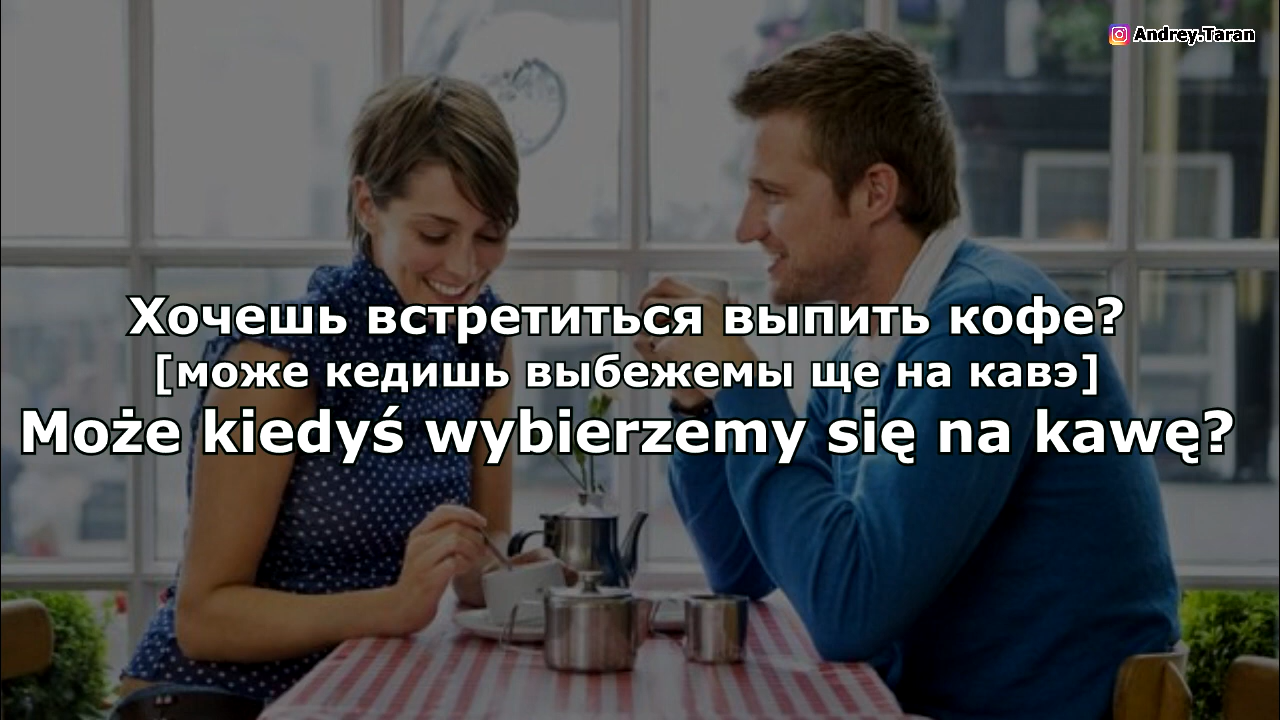 Andrey.Taran
Хочешь встретиться выпить кофе?
[може кедишь выбежемы ще на кавэ]
Może kiedyś wybierzemy się na kawę?